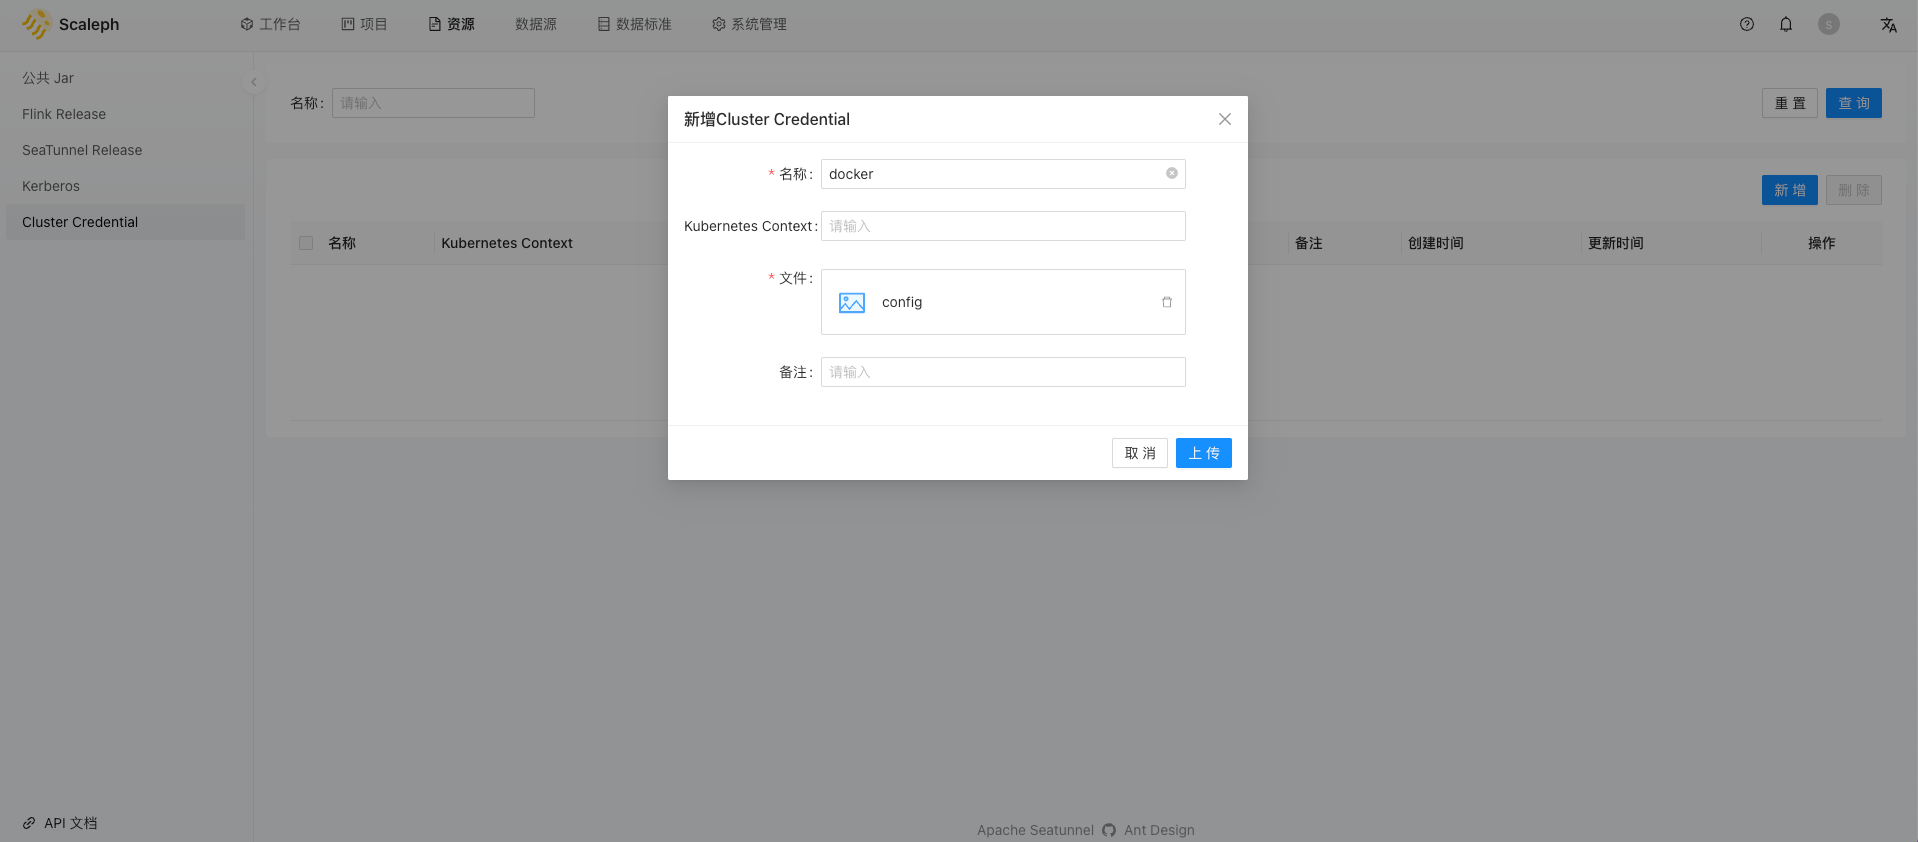 Scaleph 工作台 项目 资源 数据源 数据标准 系统管理 S
公共 Jar
Flink Release
SeaTunnel Release
Kerberos
Cluster Credential
API 文档
名称 : 请输入 重 置 查 询
新 增 删 除
名称 Kubernetes Context 备注 创建时间 更新时间 操作
新增Cluster Credential
* 名称 : docker
Kubernetes Context : 请输入
* 文件 : config
备注 : 请输入
取 消 上 传
Apache Seatunnel Ant Design